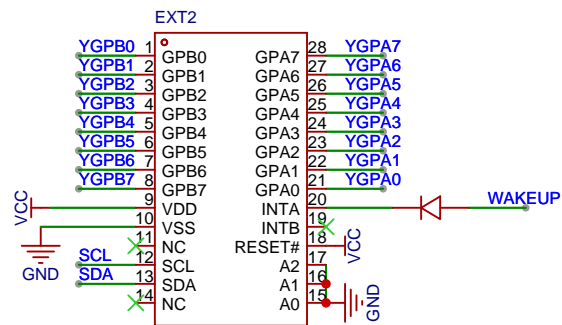 EXT2
YGPB0 1 GPB0 GPA7 28 YGPA7
YGPB1 2 GPB1 GPA6 27 YGPA6
YGPB2 3 GPB2 GPA5 26 YGPA5
YGPB3 4 GPB3 GPA4 25 YGPA4
YGPB4 5 GPB4 GPA3 24 YGPA3
YGPB5 6 GPB5 GPA2 23 YGPA2
YGPB6 7 GPB6 GPA1 22 YGPA1
YGPB7 8 GPB7 GPA0 21 YGPA0
VCC 9 VDD INTA 20 WAKEUP
10 VSS INTB 19
11 NC RESET# 18 VCC
GND
SCL 12 SCL A2 17
SDA 13 SDA A1 16
14 NC A0 15 GND